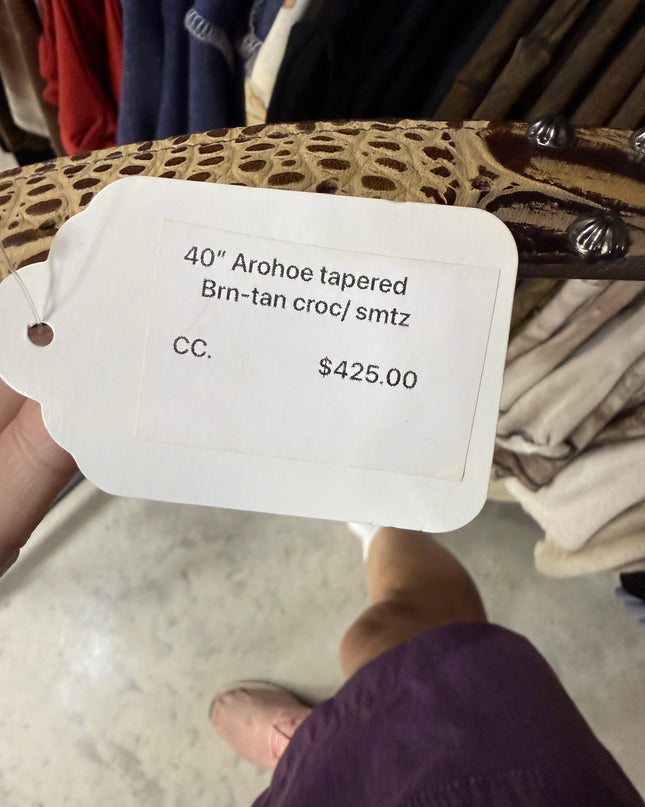 40" Arohoe tapered
Brn-tan croc/ smtz
CC. $425.00